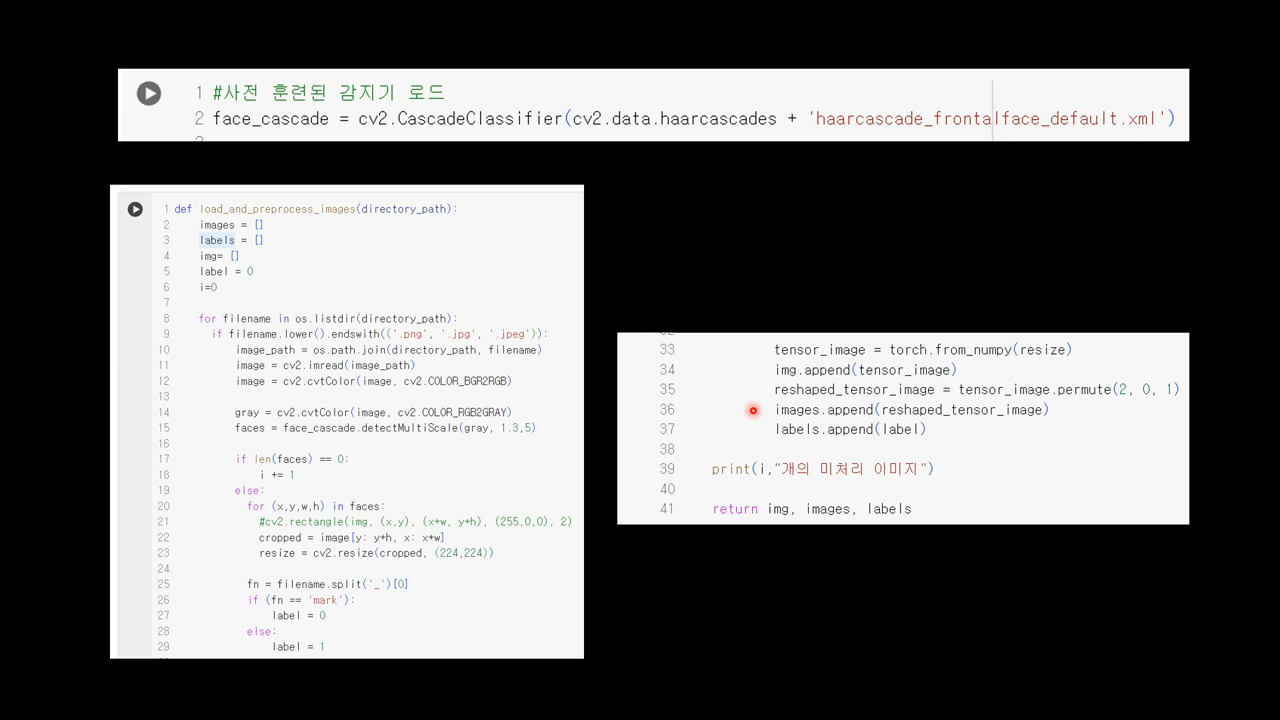 1 #사전 훈련된 감지기 로드
2 face_cascade = cv2.CascadeClassifier(cv2.data.haarcascades + 'haarcascade_frontalface_default.xml')
1 def load_and_preprocess_images(directory_path):
2 images = []
3 labels = []
4 img= []
5 label = 0
6 i=0
7
8 for filename in os.listdir(directory_path):
9 if filename.lower().endswith(('.png', '.jpg', '.jpeg')):
10 image_path = os.path.join(directory_path, filename)
11 image = cv2.imread(image_path)
12 image = cv2.cvtColor(image, cv2.COLOR_BGR2RGB)
13
14 gray = cv2.cvtColor(image, cv2.COLOR_RGB2GRAY)
15 faces = face_cascade.detectMultiScale(gray, 1.3,5)
16
17 if len(faces) == 0:
18 i += 1
19 else:
20 for (x,y,w,h) in faces:
21 #cv2.rectangle(img, (x,y), (x+w, y+h), (255,0,0), 2)
22 cropped = image[y: y+h, x: x+w]
23 resize = cv2.resize(cropped, (224,224))
24
25 fn = filename.split('_')[0]
26 if (fn == 'mark'):
27 label = 0
28 else:
29 label = 1
33 tensor_image = torch.from_numpy(resize)
34 img.append(tensor_image)
35 reshaped_tensor_image = tensor_image.permute(2, 0, 1)
36 images.append(reshaped_tensor_image)
37 labels.append(label)
38
39 print(i,"개의 미처리 이미지")
40
41 return img, images, labels